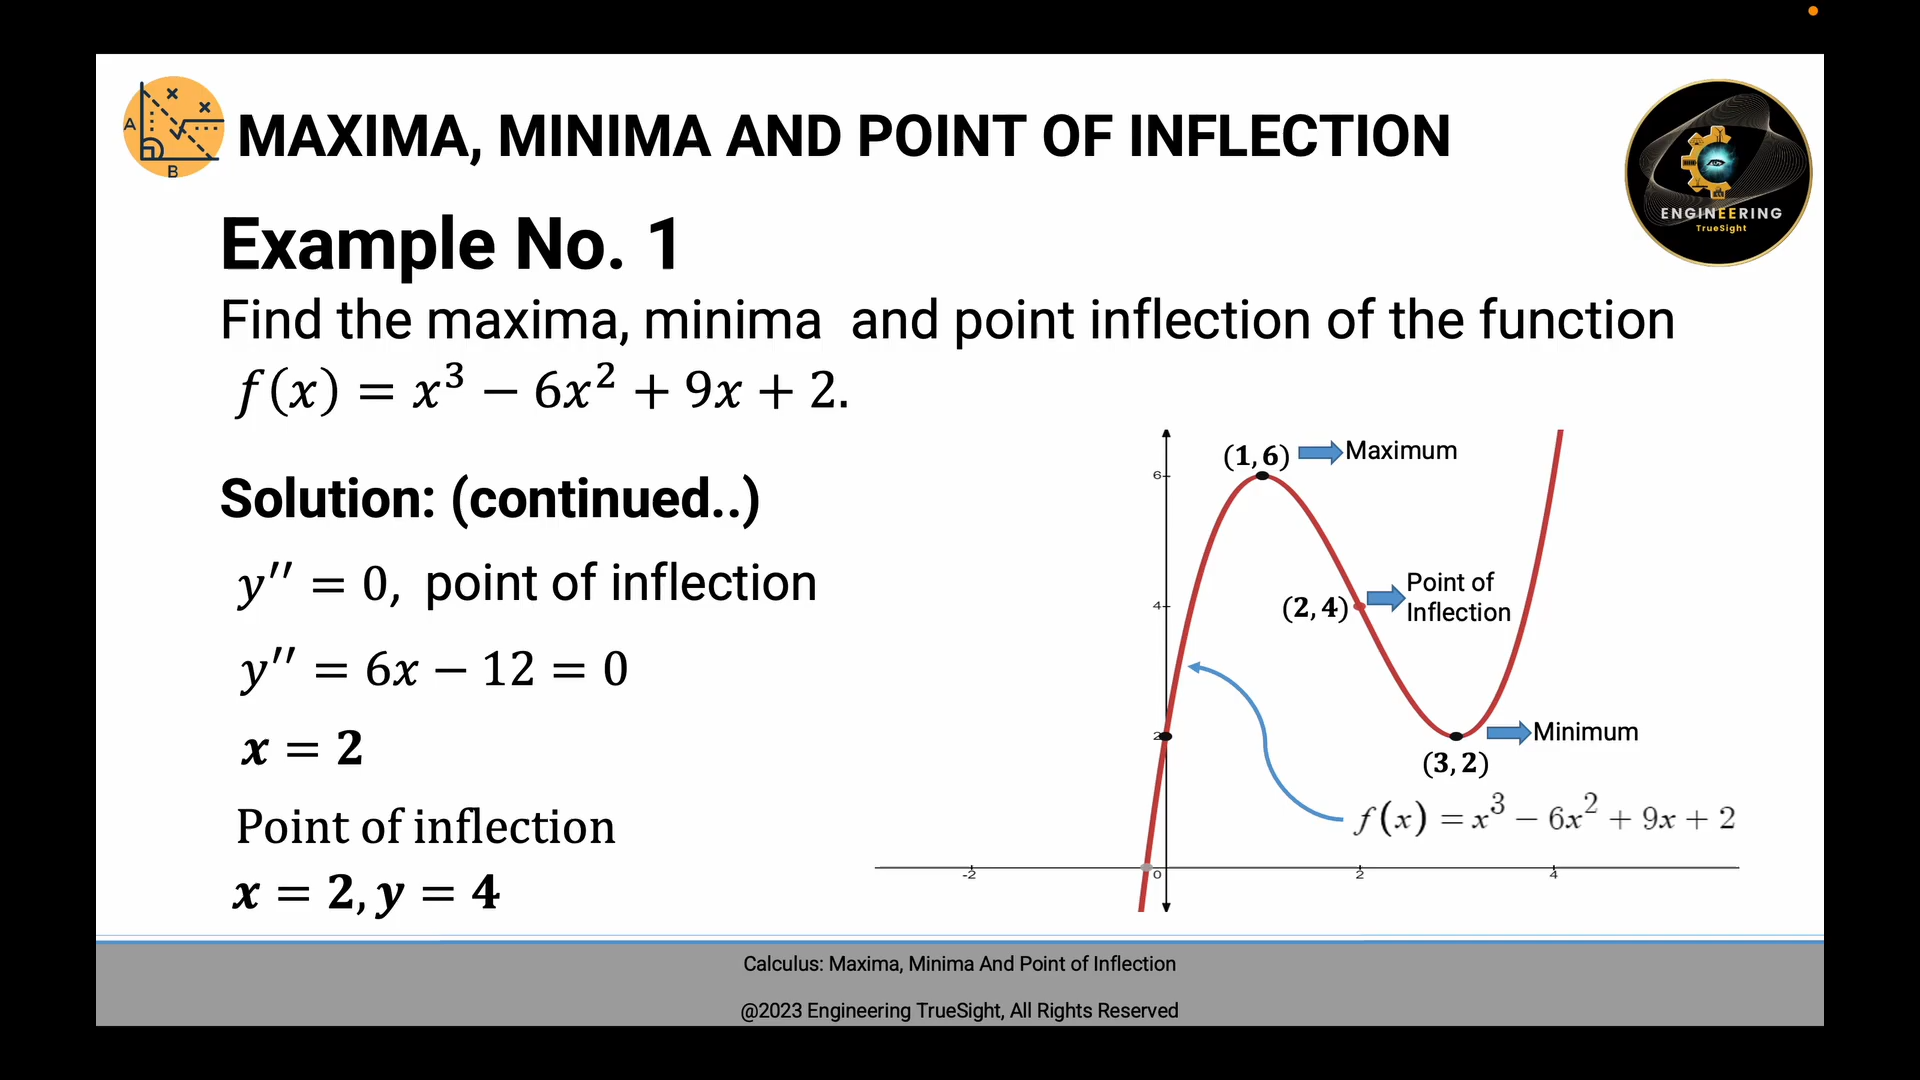 A
B
MAXIMA, MINIMA AND POINT OF INFLECTION
ENGINEERING
TrueSight
Example No. 1
Find the maxima, minima and point inflection of the function
f(x) = x³ − 6x² + 9x + 2.
Solution: (continued..)
y′′ = 0, point of inflection
y′′ = 6x − 12 = 0
x = 2
Point of inflection
x = 2, y = 4
(1, 6) Maximum
6
Point of
Inflection
(2, 4)
4
Minimum
2
(3, 2)
f(x) = x³ − 6x² + 9x + 2
-2 0 2 4
Calculus: Maxima, Minima And Point of Inflection
@2023 Engineering TrueSight, All Rights Reserved